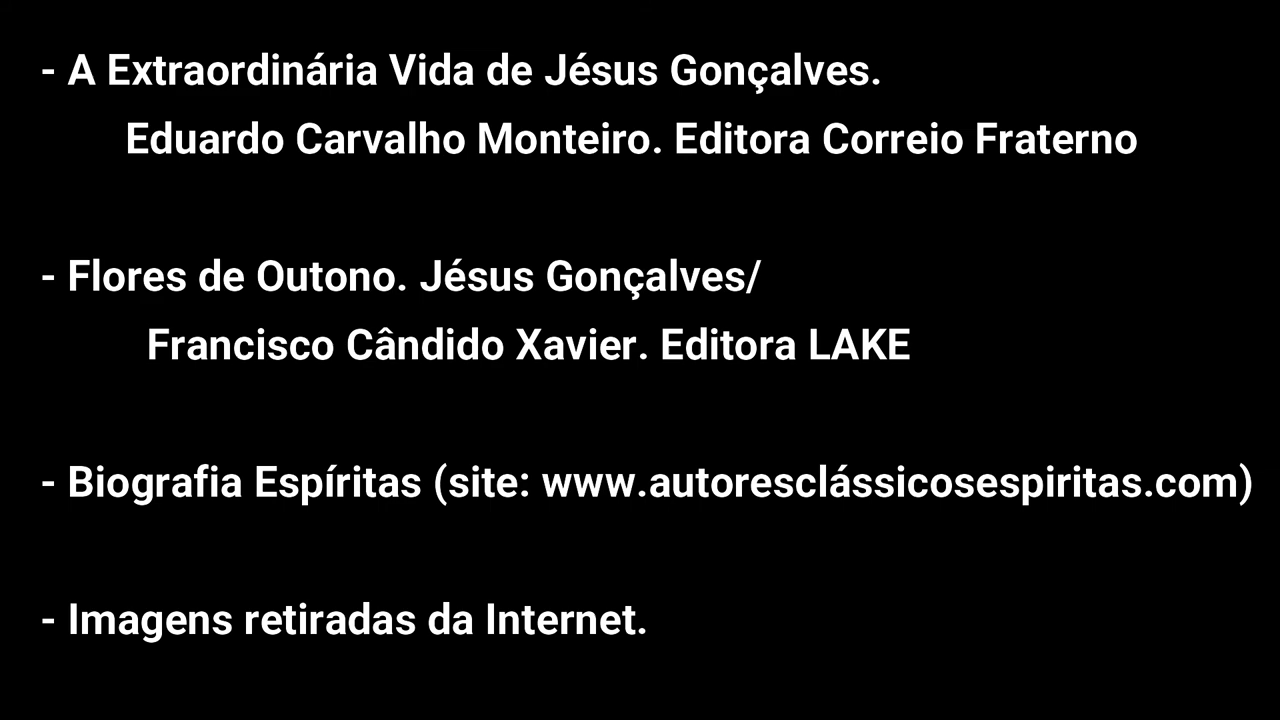 - A Extraordinária Vida de Jésus Gonçalves.
Eduardo Carvalho Monteiro. Editora Correio Fraterno
- Flores de Outono. Jésus Gonçalves/
Francisco Cândido Xavier. Editora LAKE
- Biografia Espíritas (site: www.autoresclássicosespiritas.com)
- Imagens retiradas da Internet.